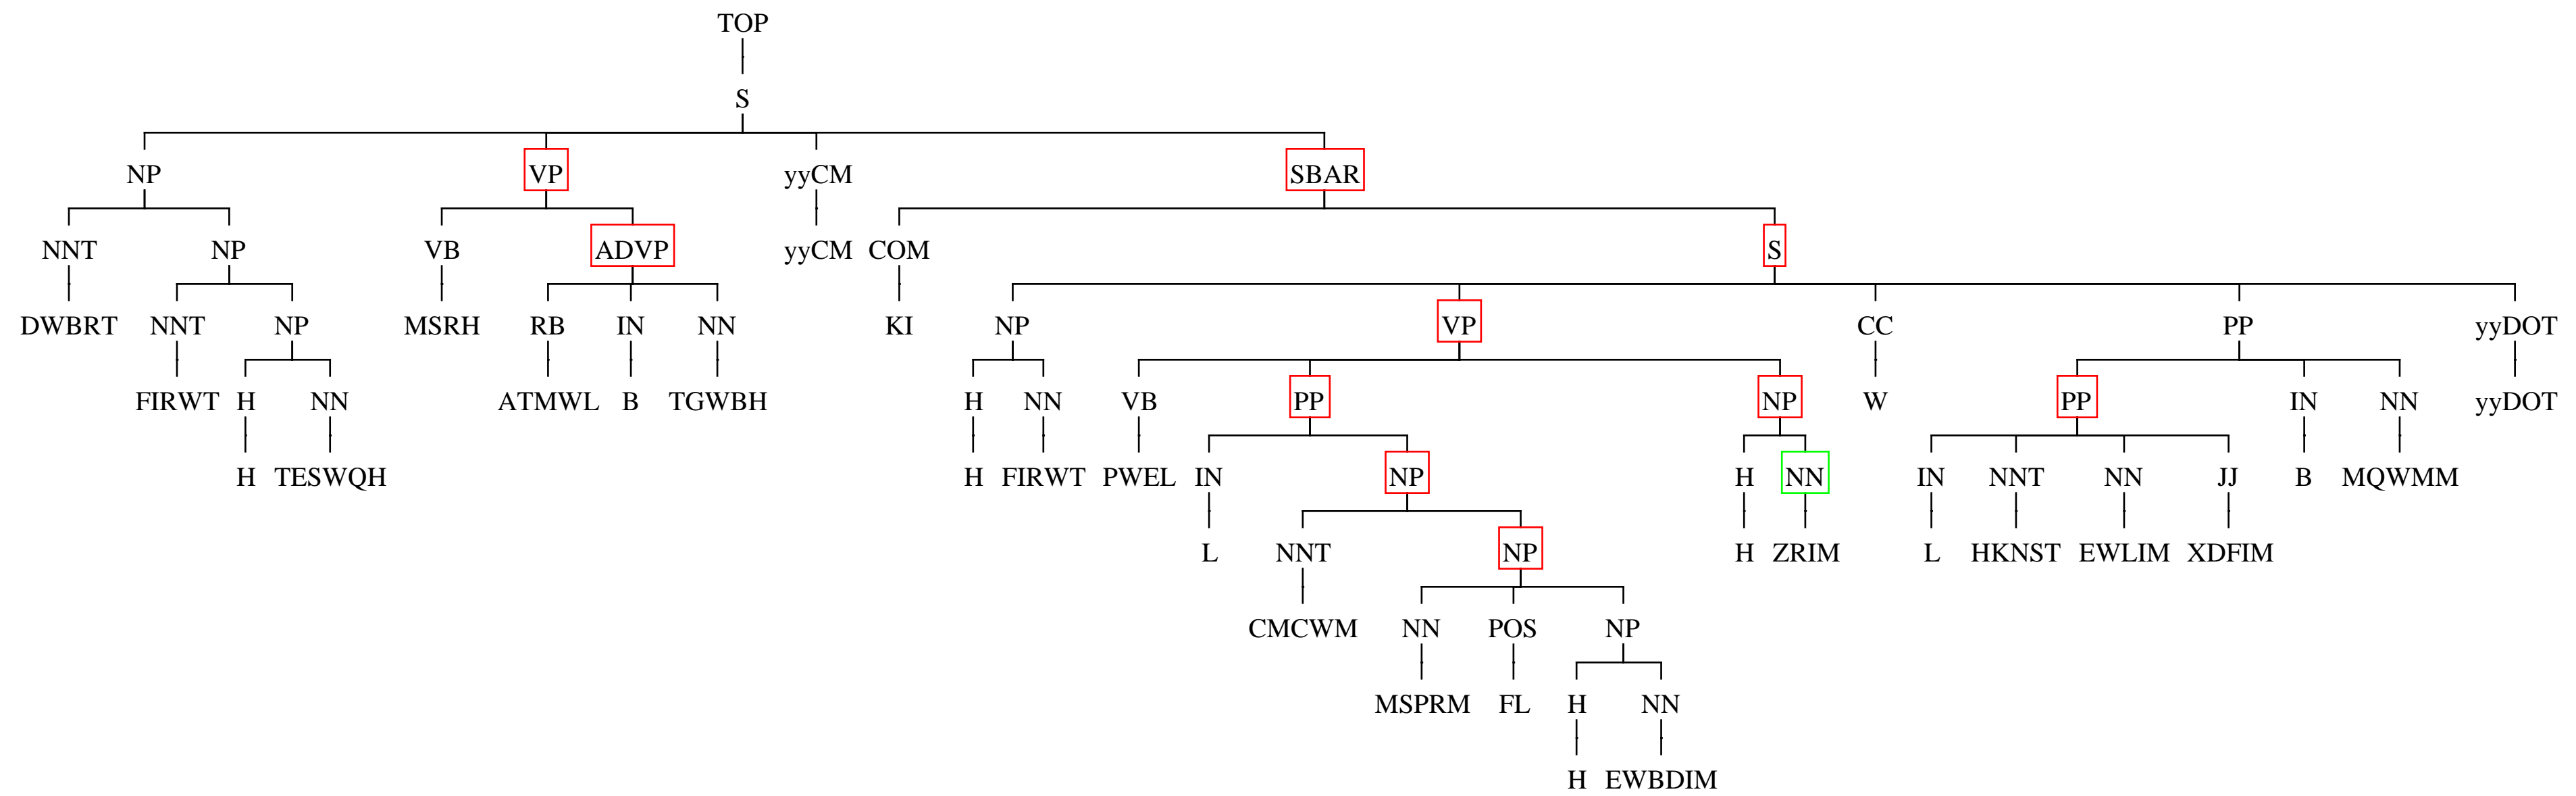 TOP
S
NP VP yyCM SBAR
NNT NP VB ADVP yyCM COM S
DWBRT NNT NP MSRH RB IN NN KI NP VP CC PP yyDOT
FIRWT H NN ATMWL B TGWBH H NN VB PP NP W PP IN NN yyDOT
H TESWQH H FIRWT PWEL IN NP H NN IN NNT NN JJ B MQWMM
L NNT NP H ZRIM L HKNST EWLIM XDFIM
CMCWM NN POS NP
MSPRM FL H NN
H EWBDIM